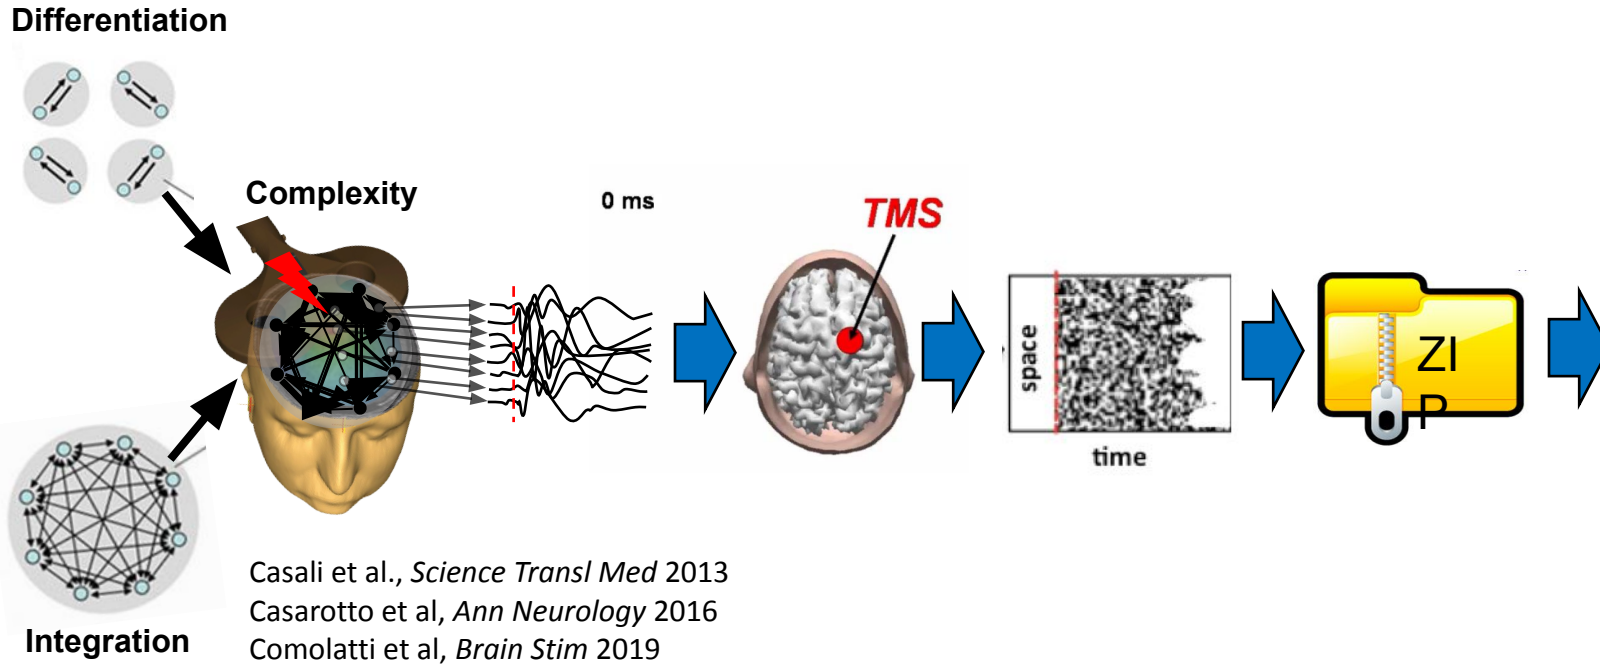 Differentiation
Complexity
0 ms
TMS
space
time
ZI
P
Integration
Casali et al., Science Transl Med 2013
Casarotto et al, Ann Neurology 2016
Comolatti et al, Brain Stim 2019